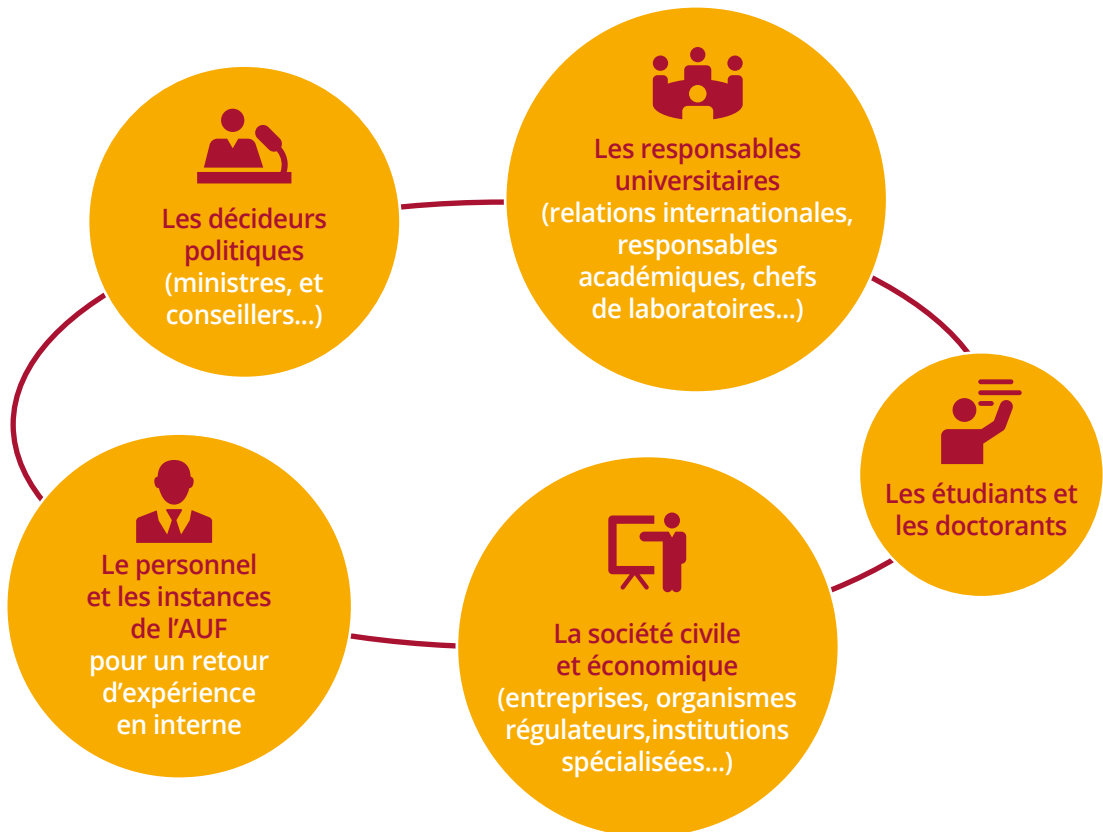 Les décideurs
politiques
(ministres, et
conseillers...)
Les responsables
universitaires
(relations internationales,
responsables
académiques, chefs
de laboratoires...)
Les étudiants et
les doctorants
La société civile
et économique
(entreprises, organismes
régulateurs,institutions
spécialisées...)
Le personnel
et les instances
de l’AUF
pour un retour
d’expérience
en interne